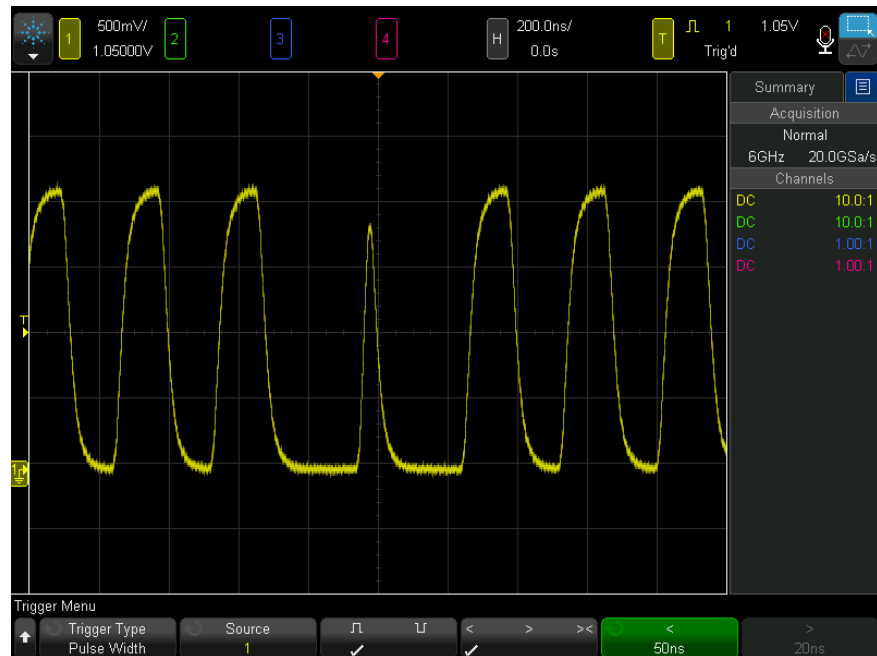 1 500mV/ 2 3 4 H 200.0ns/ T 1 1.05V
1.05000V 0.0s Trig'd
Summary
Acquisition
Normal
6GHz 20.0GSa/s
Channels
DC 10.0:1
DC 10.0:1
DC 1.00:1
DC 1.00:1
T
1
Trigger Menu
Trigger Type Source < > >< < >
Pulse Width 1 50ns 20ns